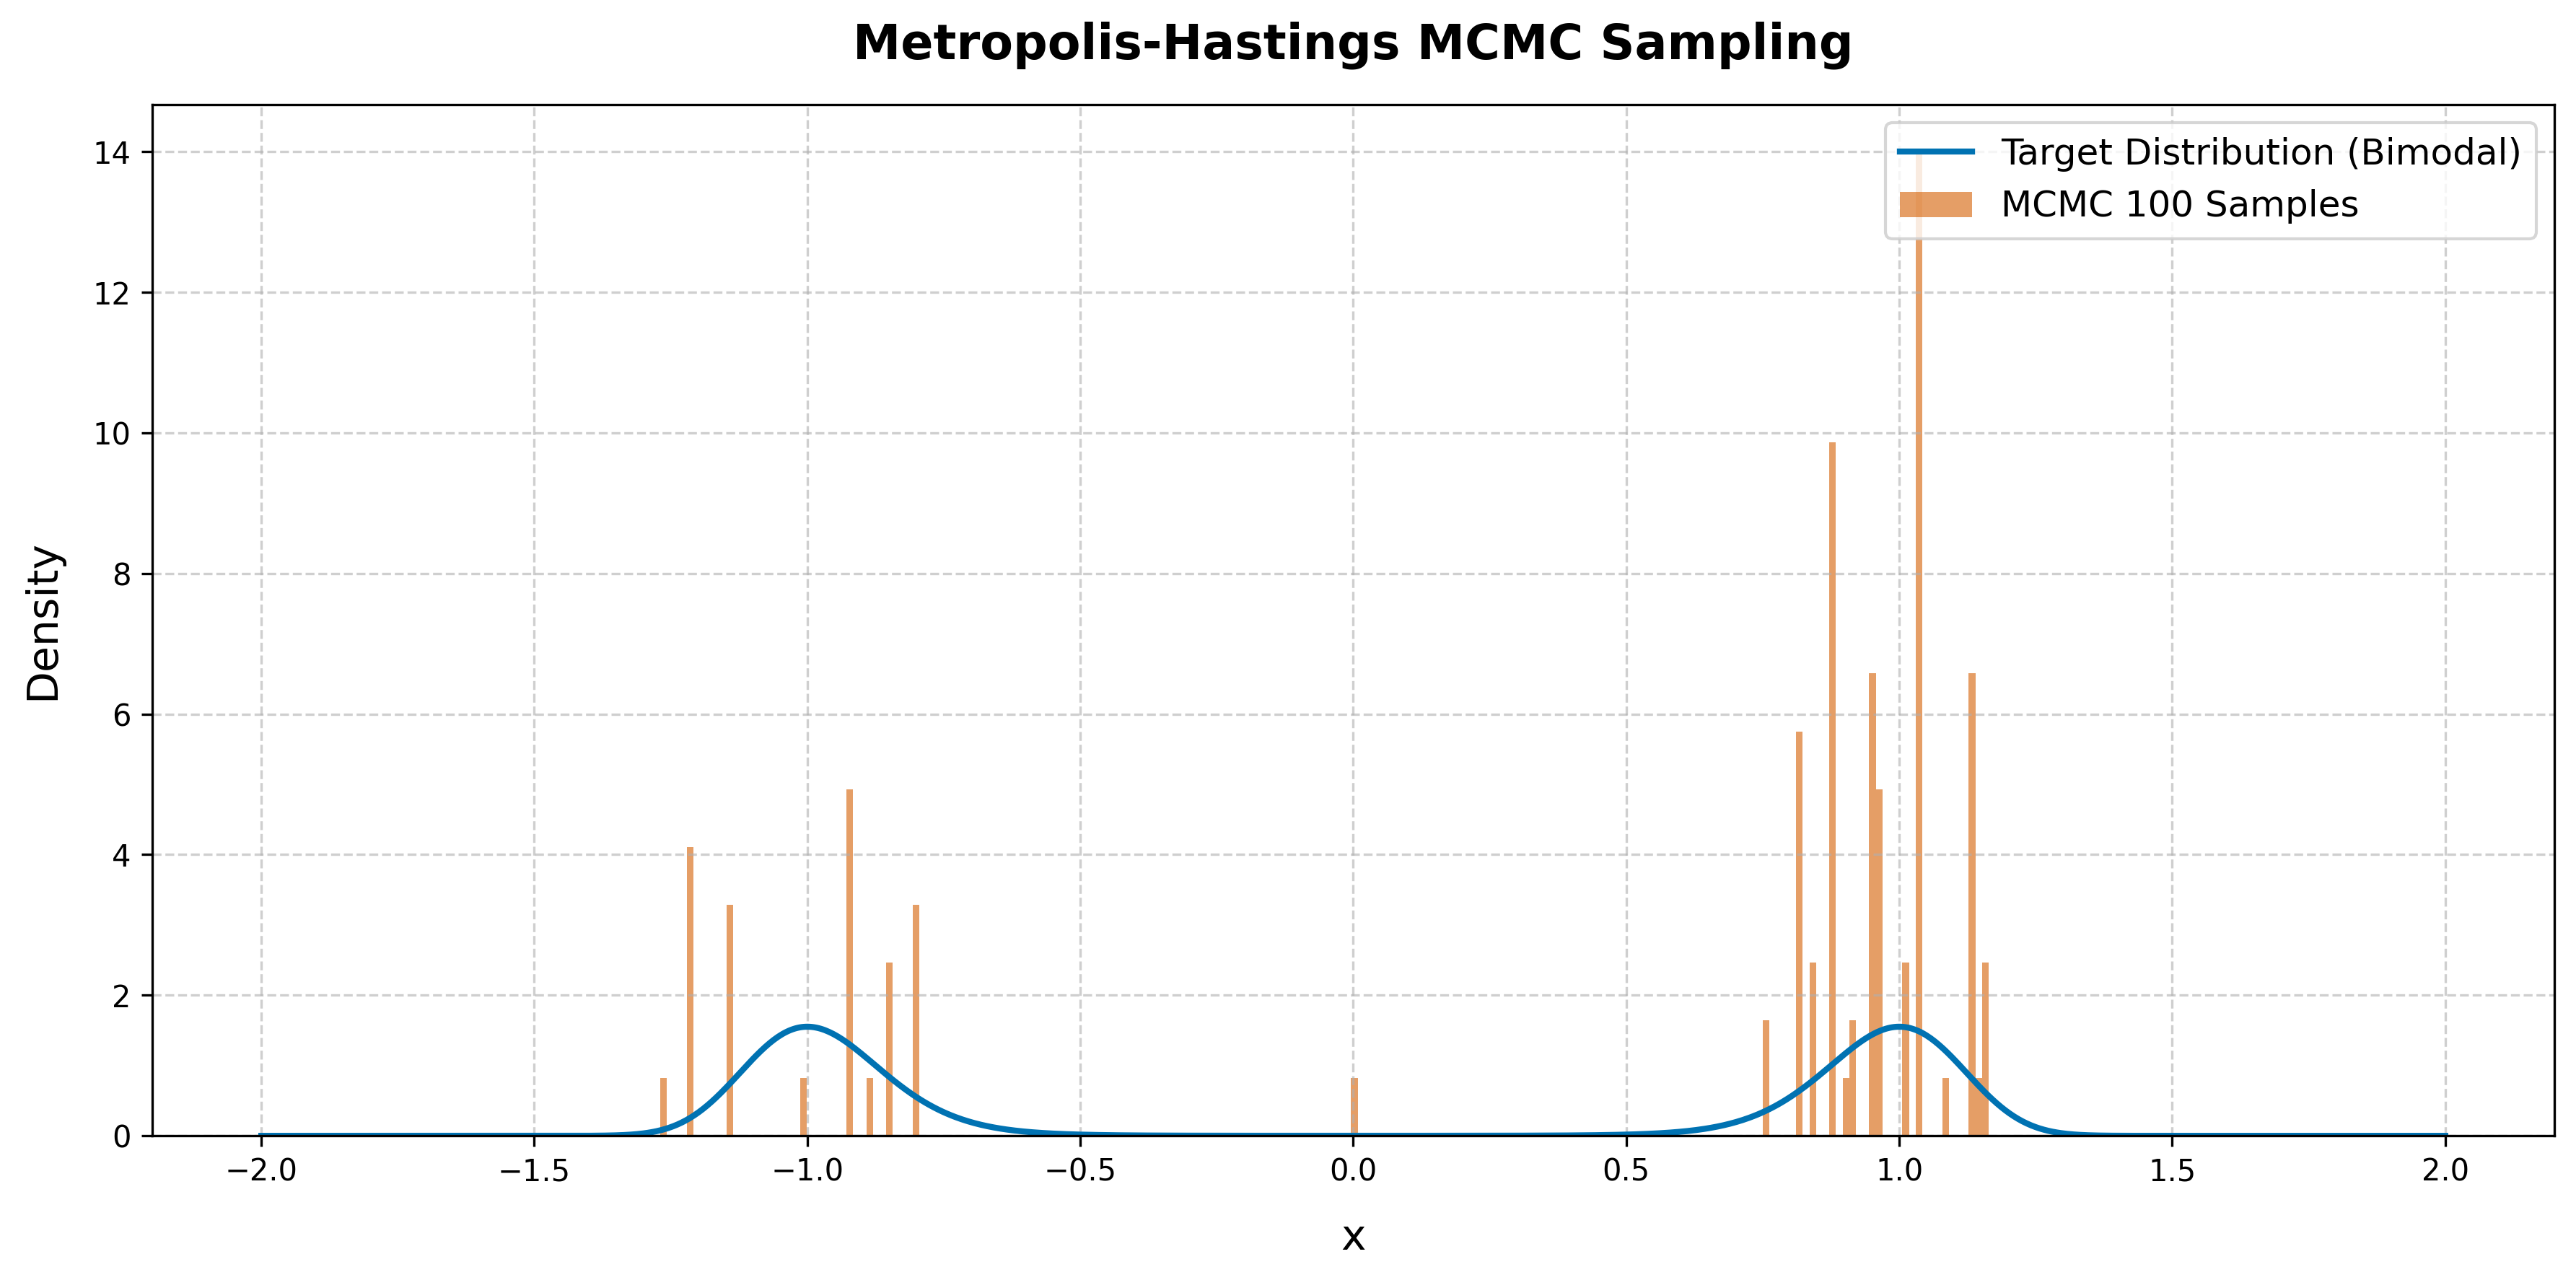 Metropolis-Hastings MCMC Sampling
Target Distribution (Bimodal)
MCMC 100 Samples
Density
14
12
10
8
6
4
2
0
−2.0 −1.5 −1.0 −0.5 0.0 0.5 1.0 1.5 2.0
x